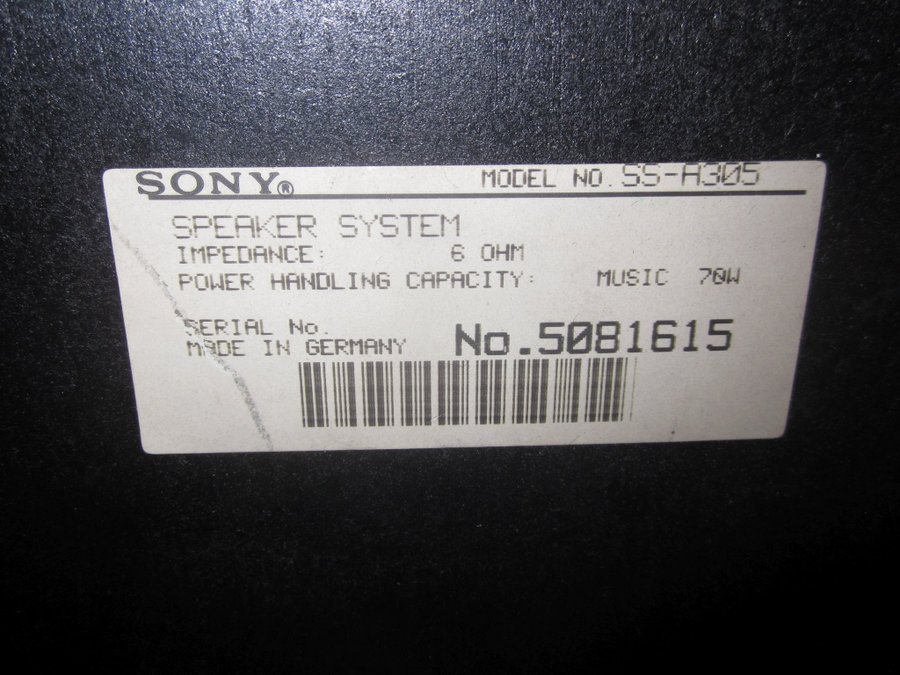 SONY® MODEL NO. SS-A305
SPEAKER SYSTEM
IMPEDANCE: 6 OHM
POWER HANDLING CAPACITY: MUSIC 70W
SERIAL No. No.5081615
MADE IN GERMANY